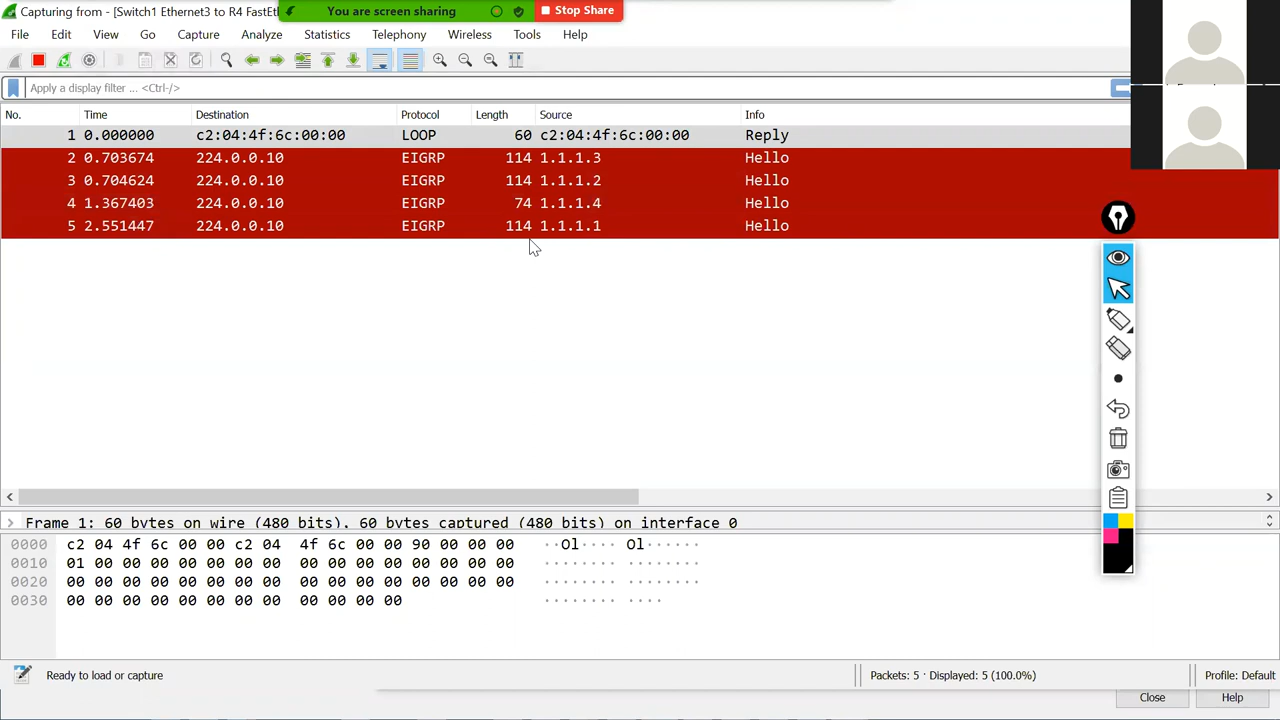 Capturing from - [Switch1 Ethernet3 to R4 FastEt
You are screen sharing
Stop Share
File Edit View Go Capture Analyze Statistics Telephony Wireless Tools Help
Apply a display filter ... <Ctrl-/>
No. Time Destination Protocol Length Source Info
1 0.000000 c2:04:4f:6c:00:00 LOOP 60 c2:04:4f:6c:00:00 Reply
2 0.703674 224.0.0.10 EIGRP 114 1.1.1.3 Hello
3 0.704624 224.0.0.10 EIGRP 114 1.1.1.2 Hello
4 1.367403 224.0.0.10 EIGRP 74 1.1.1.4 Hello
5 2.551447 224.0.0.10 EIGRP 114 1.1.1.1 Hello
Frame 1: 60 bytes on wire (480 bits), 60 bytes captured (480 bits) on interface 0
0000 c2 04 4f 6c 00 00 c2 04 4f 6c 00 00 00 00 00 00 ··Ol···· Ol······
0010 01 00 00 00 00 00 00 00 00 00 00 00 00 00 00 00 ········ ········
0020 00 00 00 00 00 00 00 00 00 00 00 00 00 00 00 00 ········ ········
0030 00 00 00 00 00 00 00 00 00 00 00 00 ········ ····
Ready to load or capture
Packets: 5 · Displayed: 5 (100.0%)
Profile: Default
Close Help